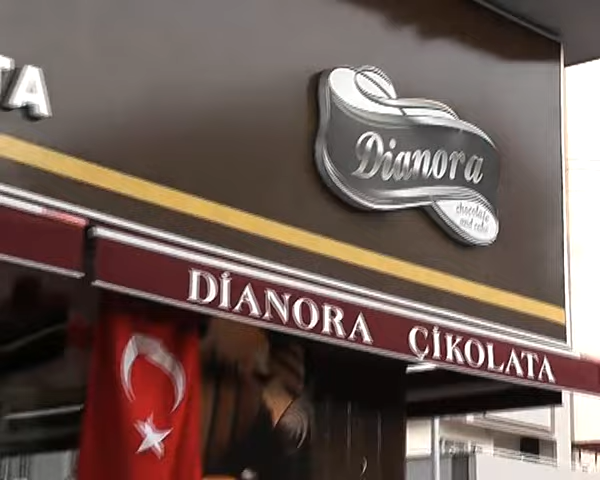 TA
Dianora
chocolate
and cake
DİANORA ÇİKOLATA